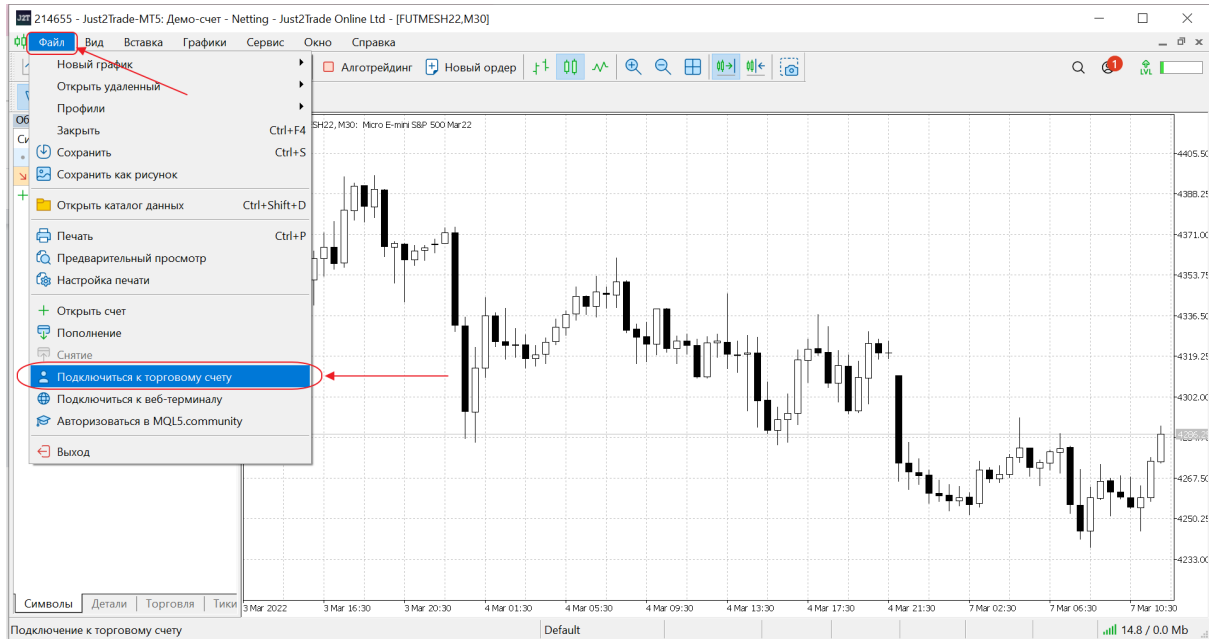 214655 - Just2Trade-MT5: Демо-счет - Netting - Just2Trade Online Ltd - [FUTMESH22,M30]
Файл Вид Вставка Графики Сервис Окно Справка
Алготрейдинг Новый ордер 1 LVL
Новый график
Открыть удаленный
Профили
Закрыть Ctrl+F4
Сохранить Ctrl+S
Сохранить как рисунок
Открыть каталог данных Ctrl+Shift+D
Печать Ctrl+P
Предварительный просмотр
Настройка печати
Открыть счет
Пополнение
Снятие
Подключиться к торговому счету
Подключиться к веб-терминалу
Авторизоваться в MQL5.community
Выход
SH22, M30: Micro E-mini S&P 500 Mar22
4405.50
4388.25
4371.00
4353.75
4336.50
4319.25
4302.00
4267.50
4250.25
4233.00
3 Mar 2022 3 Mar 16:30 3 Mar 20:30 4 Mar 01:30 4 Mar 05:30 4 Mar 09:30 4 Mar 13:30 4 Mar 17:30 4 Mar 21:30 7 Mar 02:30 7 Mar 06:30 7 Mar 10:30
Символы Детали Торговля Тики
Подключение к торговому счету Default 14.8 / 0.0 Mb